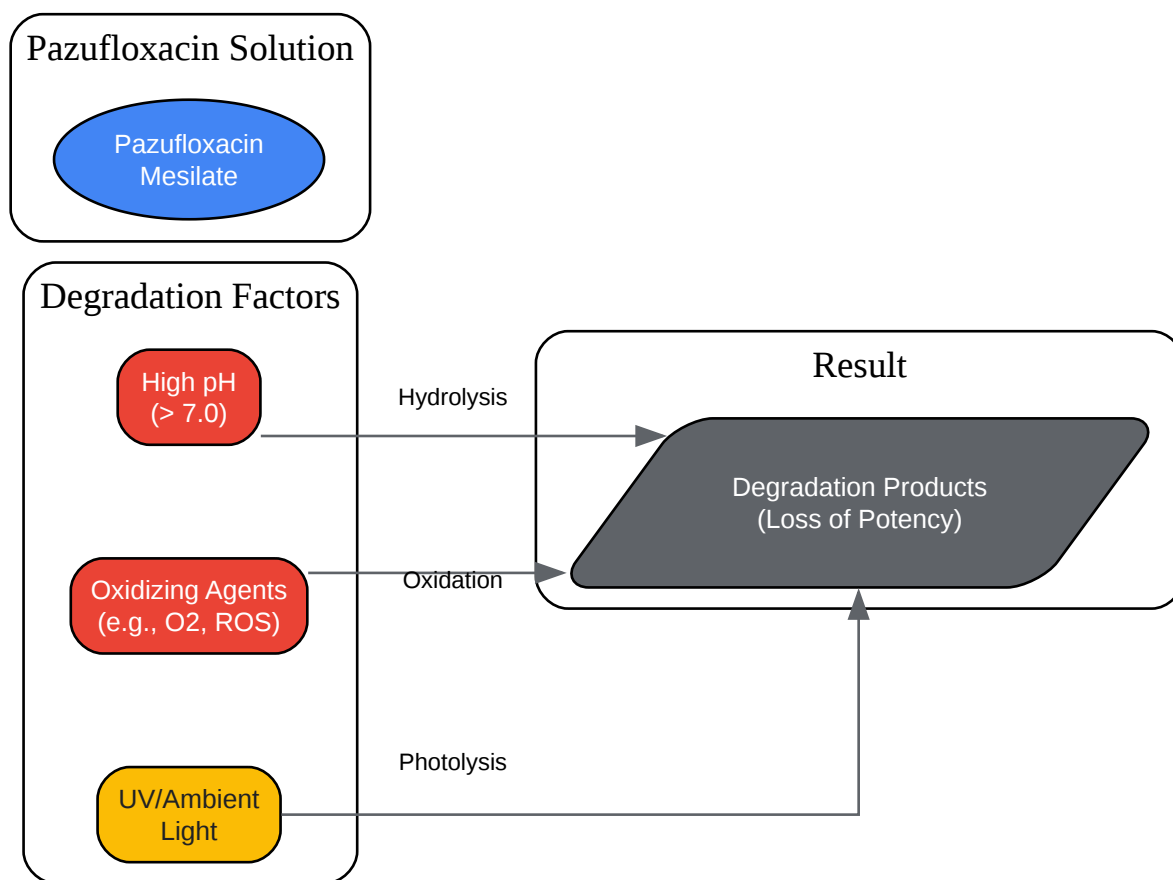 Pazufloxacin Solution
Pazufloxacin
Mesilate
Degradation Factors
High pH
(> 7.0)
Hydrolysis
Result
Degradation Products
(Loss of Potency)
Oxidizing Agents
(e.g., O2, ROS)
Oxidation
UV/Ambient
Light
Photolysis